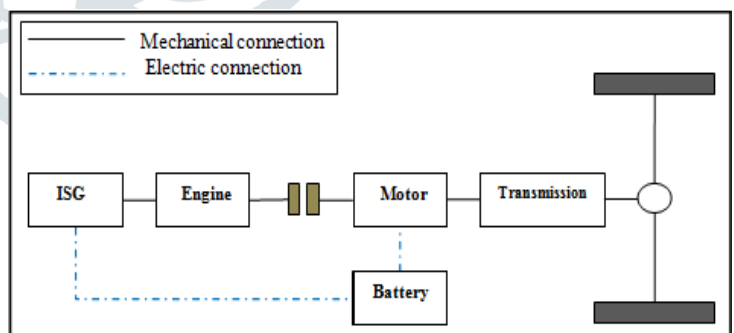 Mechanical connection
Electric connection
ISG
Engine
Motor
Transmission
Battery